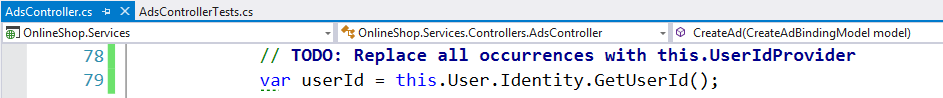 AdsController.cs AdsControllerTests.cs
OnlineShop.Services OnlineShop.Services.Controllers.AdsController CreateAd(CreateAdBindingModel model)
78 // TODO: Replace all occurrences with this.UserIdProvider
79 var userId = this.User.Identity.GetUserId();